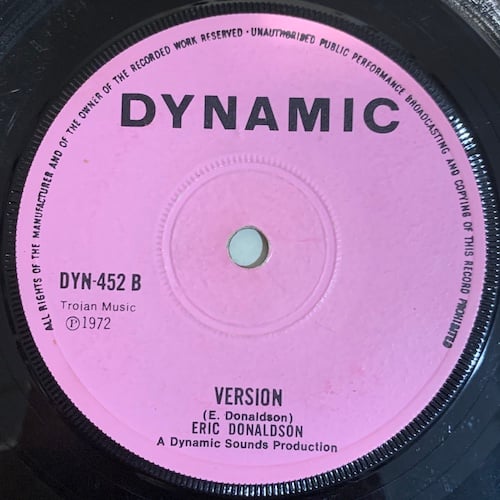 ALL RIGHTS OF THE MANUFACTURER AND OF THE OWNER OF THE RECORDED WORK RESERVED · UNAUTHORISED PUBLIC PERFORMANCE BROADCASTING AND COPYING OF THIS RECORD PROHIBITED
DYNAMIC
DYN-452 B
Trojan Music
℗1972
VERSION
(E. Donaldson)
ERIC DONALDSON
A Dynamic Sounds Production